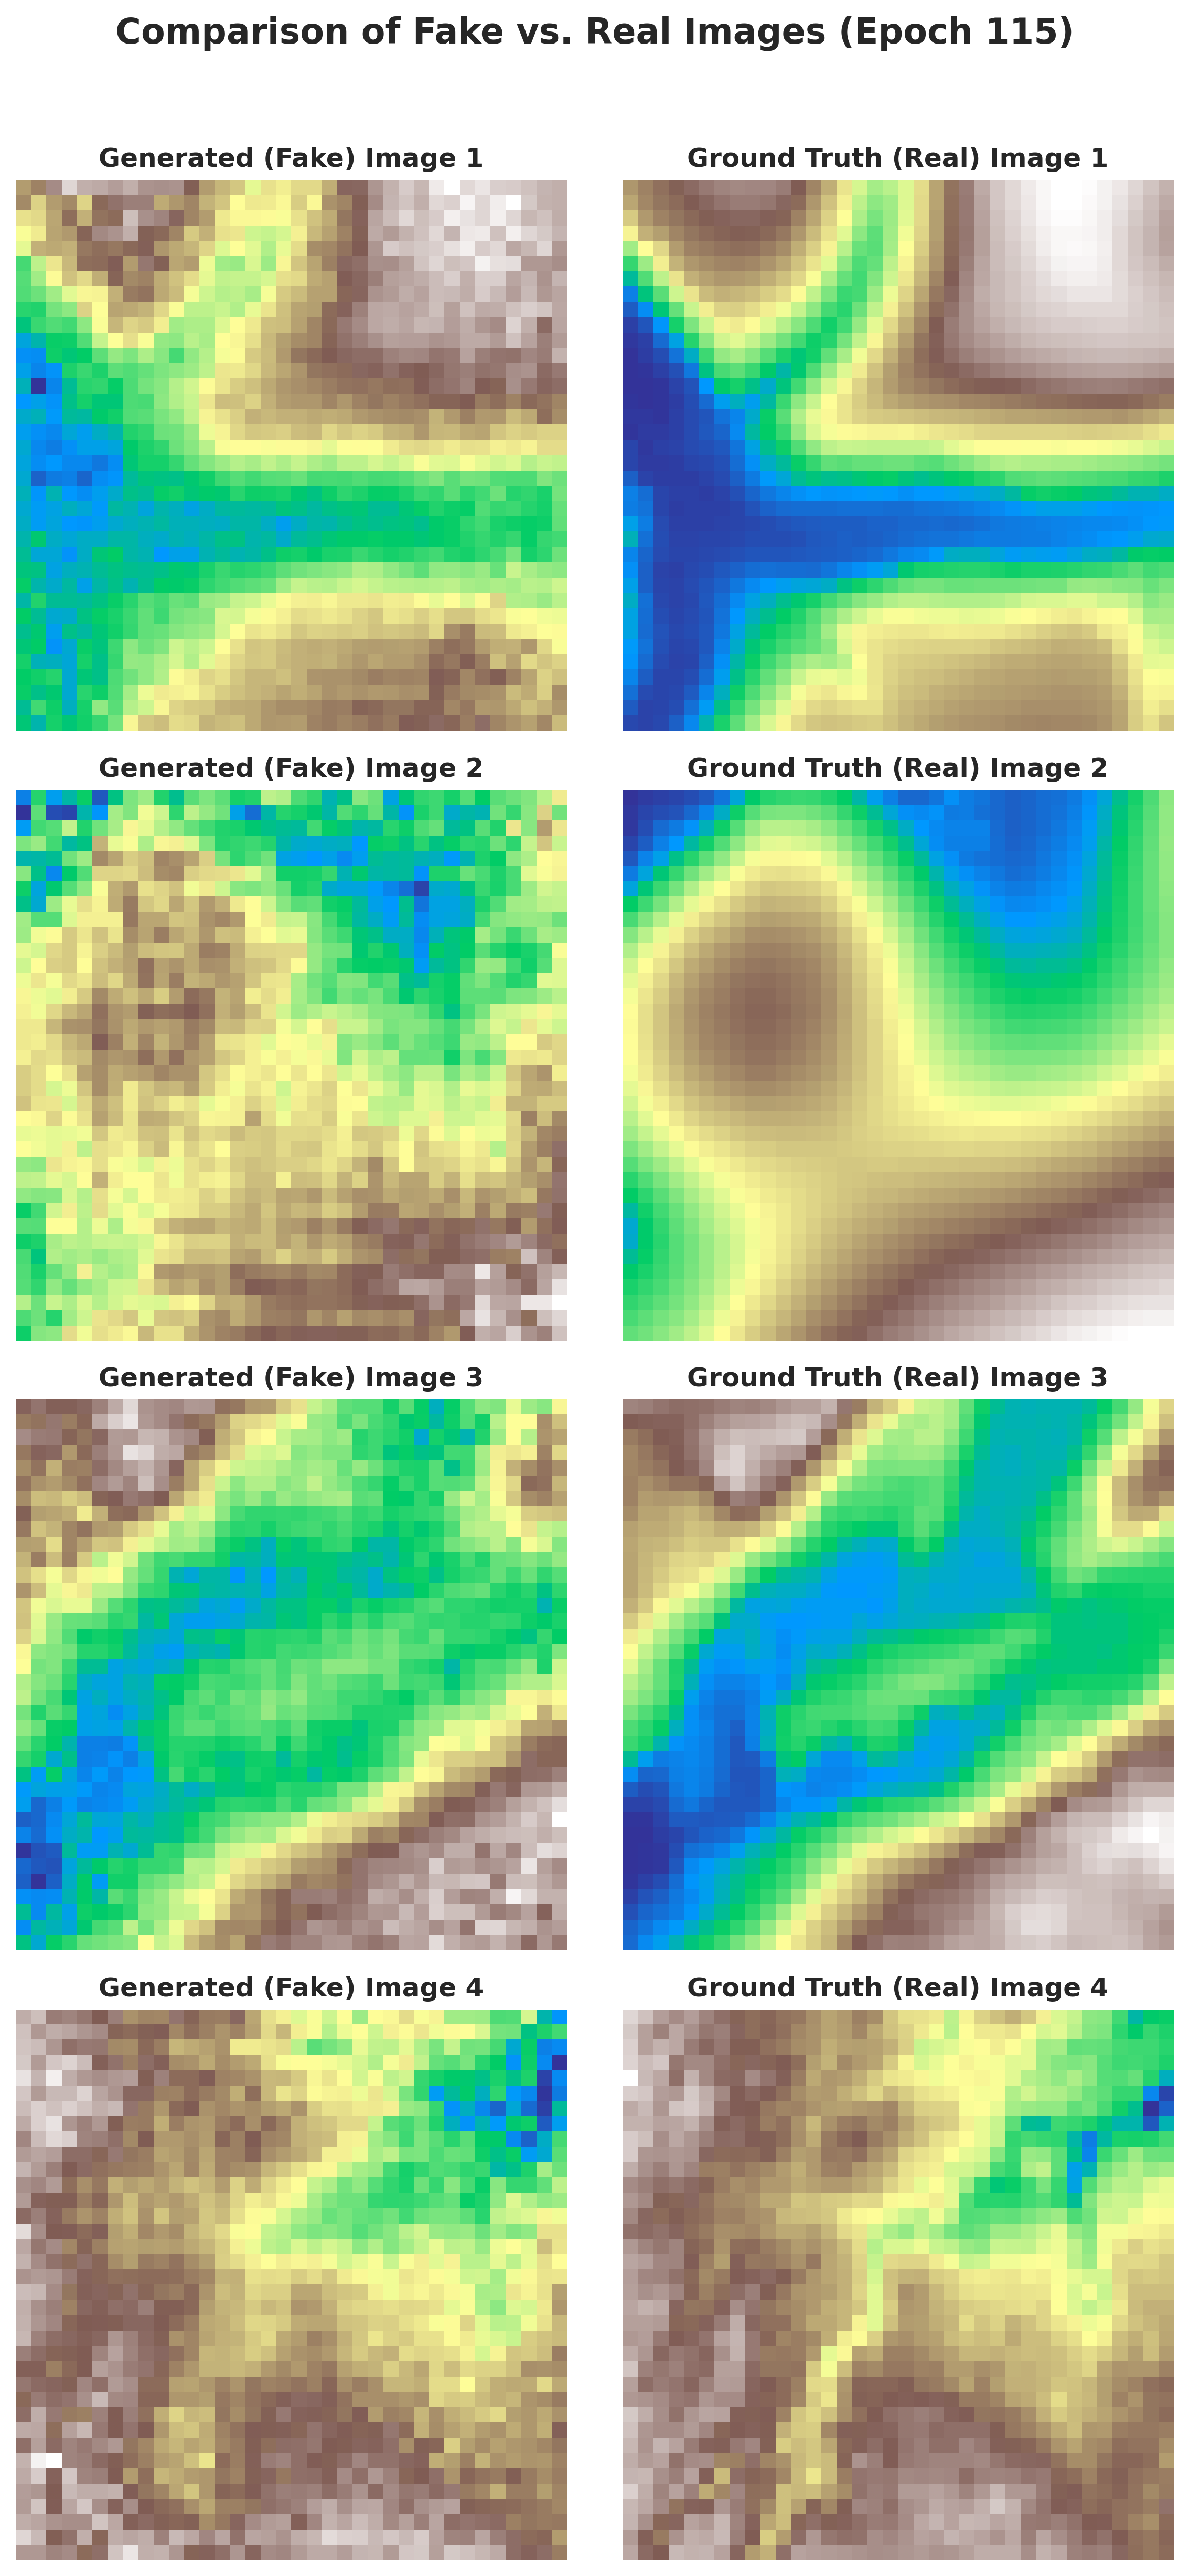 Comparison of Fake vs. Real Images (Epoch 115)
Generated (Fake) Image 1
Ground Truth (Real) Image 1
Generated (Fake) Image 2
Ground Truth (Real) Image 2
Generated (Fake) Image 3
Ground Truth (Real) Image 3
Generated (Fake) Image 4
Ground Truth (Real) Image 4